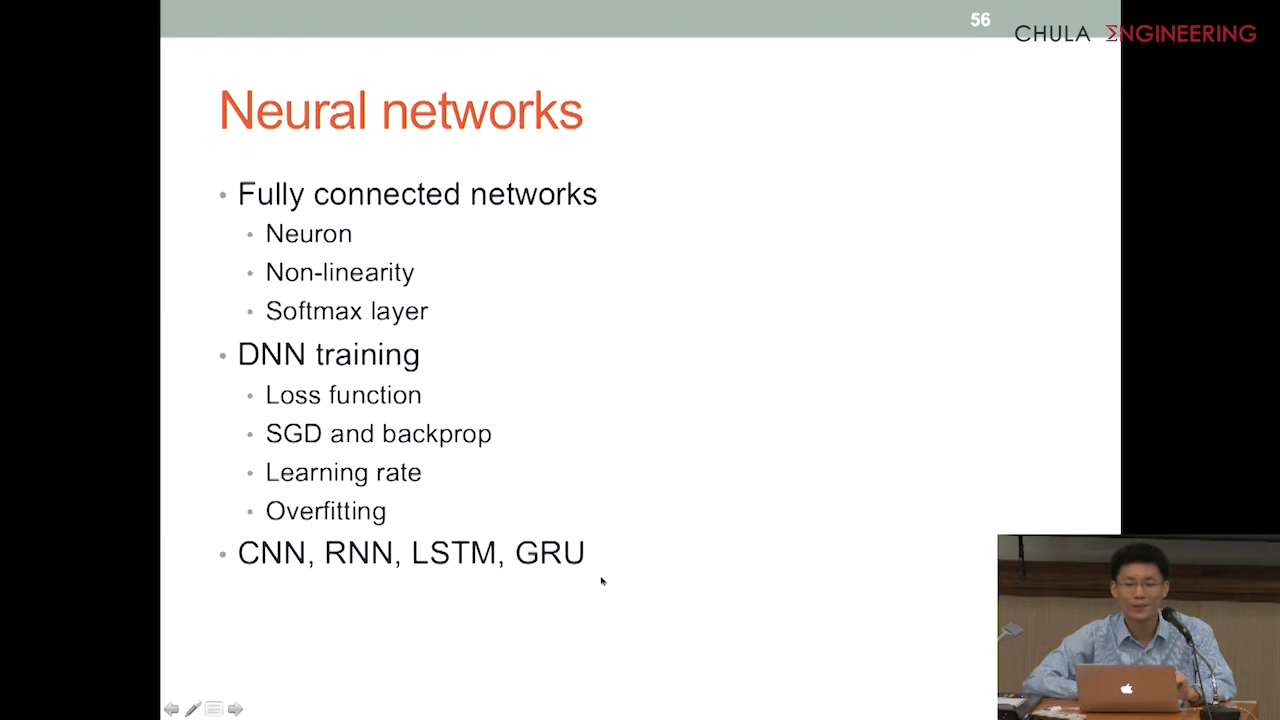 56
CHULA ΣNGINEERING
Neural networks
• Fully connected networks
• Neuron
• Non-linearity
• Softmax layer
• DNN training
• Loss function
• SGD and backprop
• Learning rate
• Overfitting
• CNN, RNN, LSTM, GRU